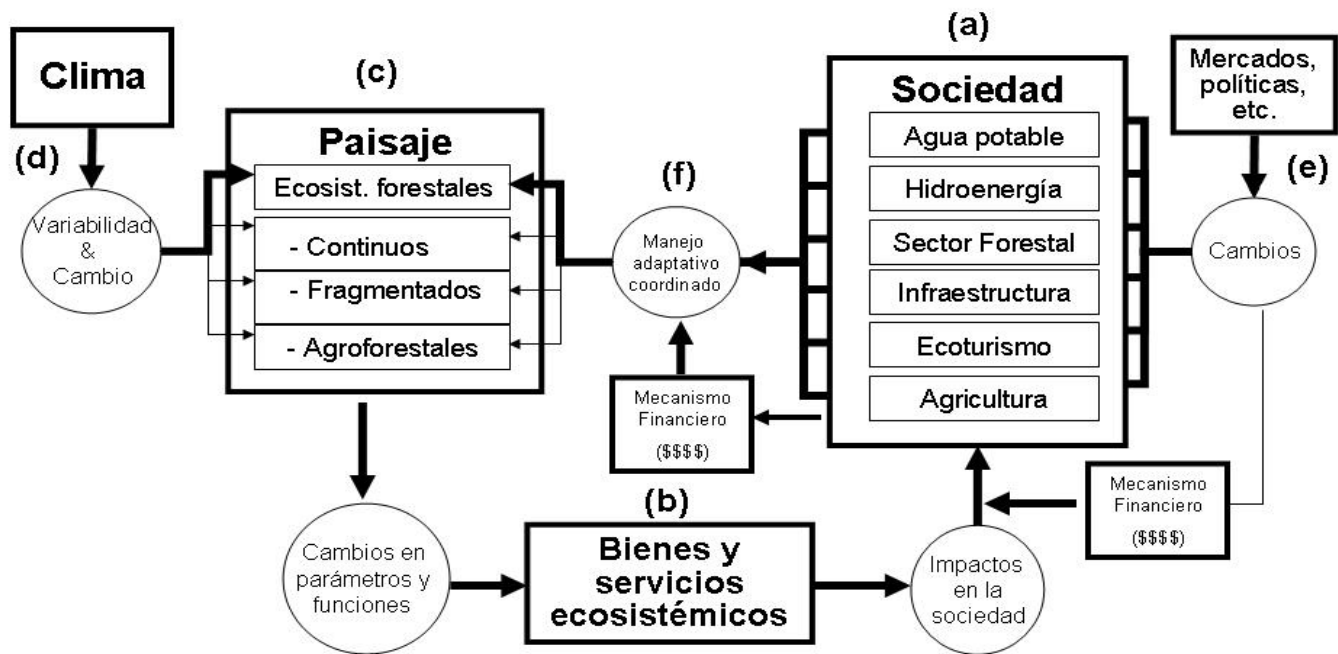 Clima
(d)
Variabilidad
&
Cambio
(c)
Paisaje
Ecosist. forestales
- Continuos
- Fragmentados
- Agroforestales
(f)
Manejo
adaptativo
coordinado
Mecanismo
Financiero
($$$$)
(a)
Sociedad
Agua potable
Hidroenergía
Sector Forestal
Infraestructura
Ecoturismo
Agricultura
Mercados,
políticas,
etc.
(e)
Cambios
Mecanismo
Financiero
($$$$)
Cambios en
parámetros y
funciones
(b)
Bienes y
servicios
ecosistémicos
Impactos
en la
sociedad